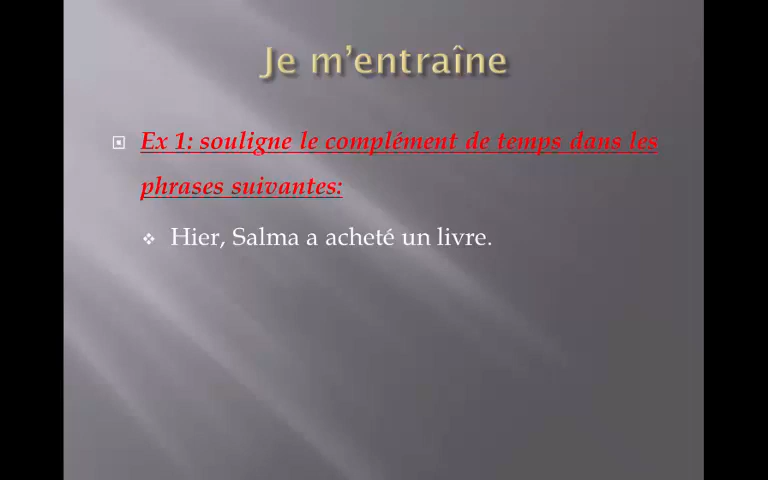 Je m'entraîne
Ex 1: souligne le complément de temps dans les
phrases suivantes:
Hier, Salma a acheté un livre.